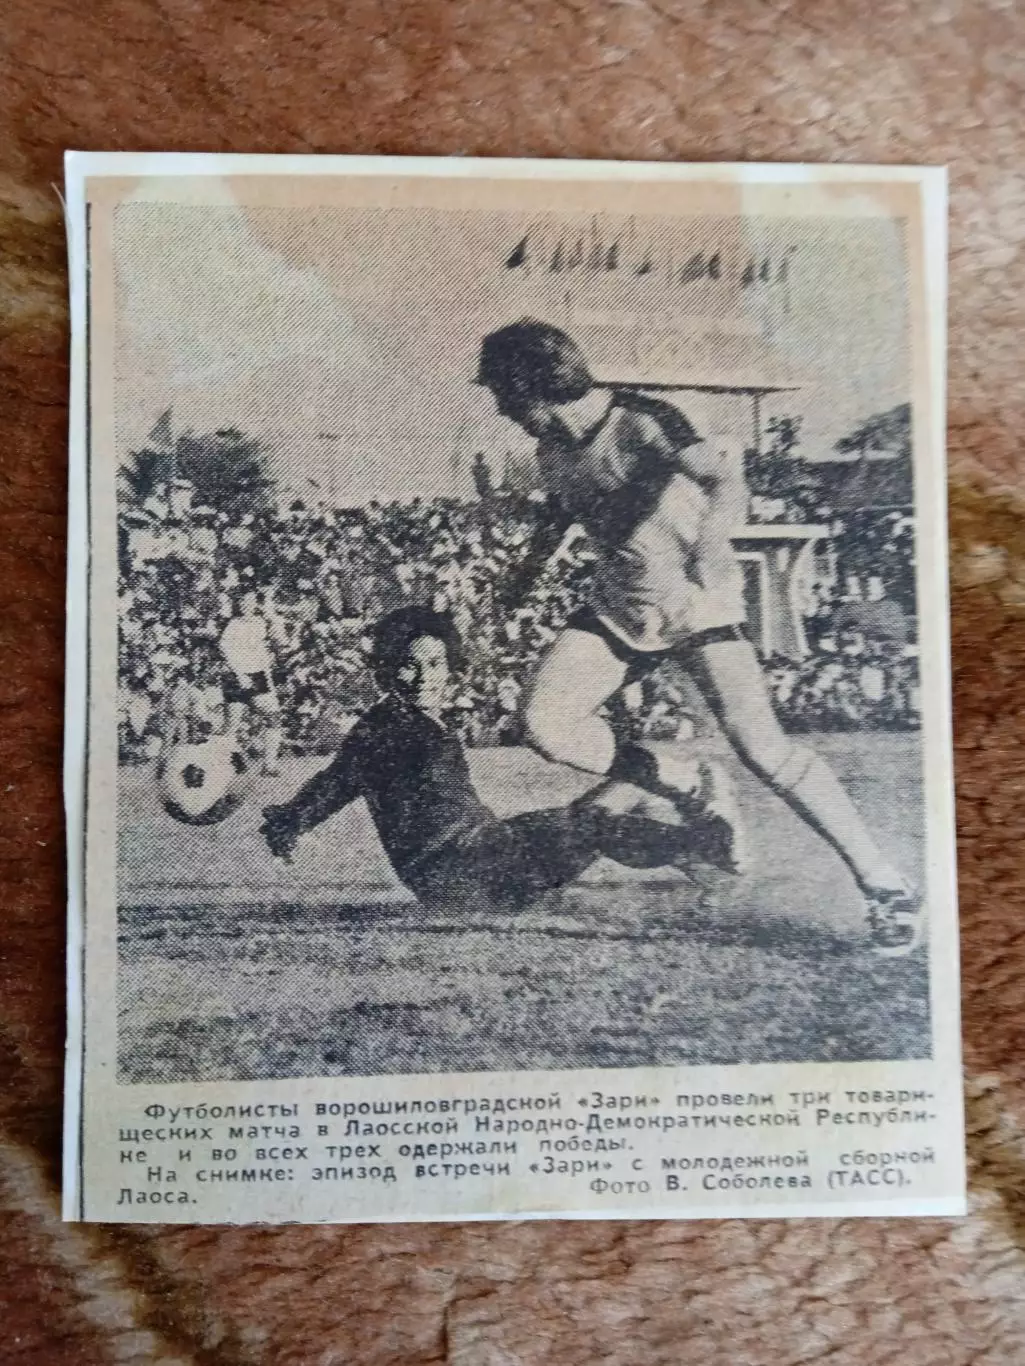 Футболисты ворошиловградской «Зари» провели три товари-
щеских матча в Лаосской Народно-Демократической Республи-
ке и во всех трех одержали победы.
На снимке: эпизод встречи «Зари» с молодежной сборной
Лаоса. Фото В. Соболева (ТАСС).